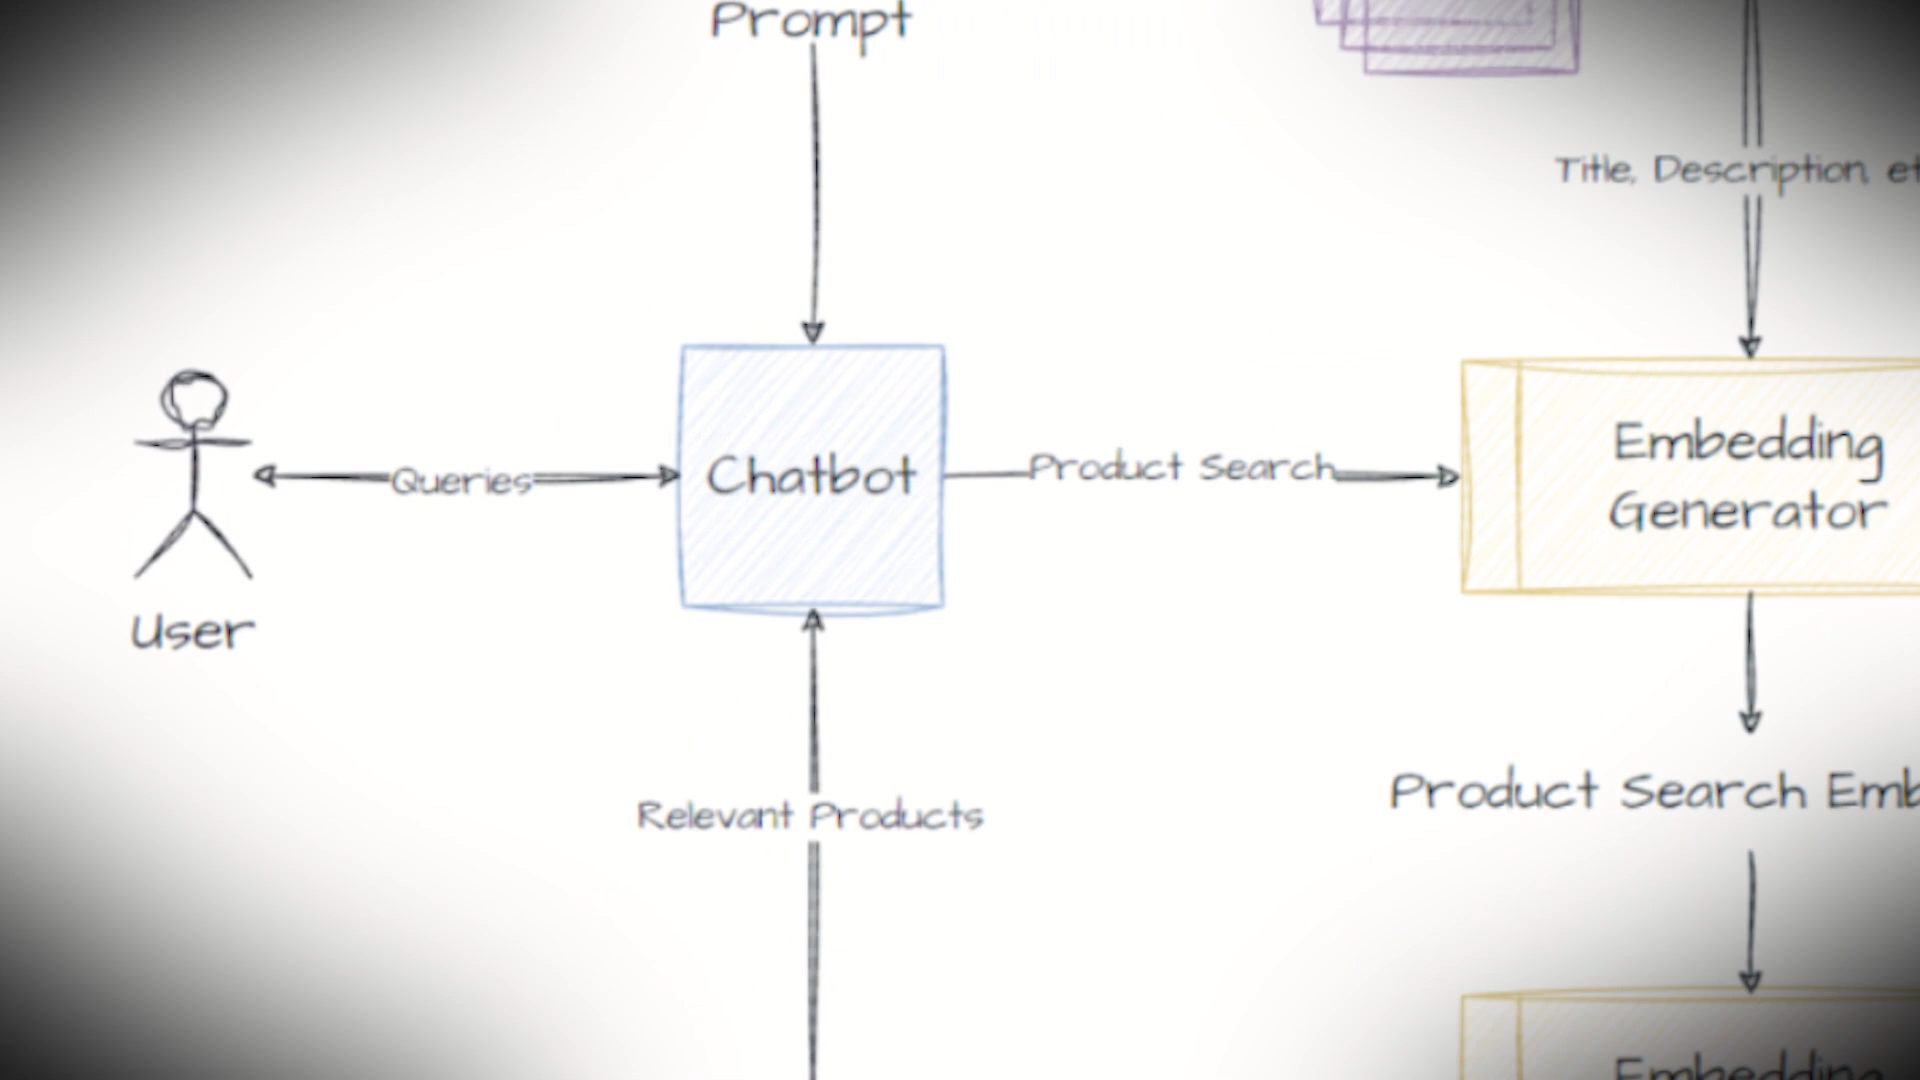 Prompt
Title, Description, et
Queries
Chatbot
Product Search
Embedding
Generator
User
Relevant Products
Product Search Emb
Embedding